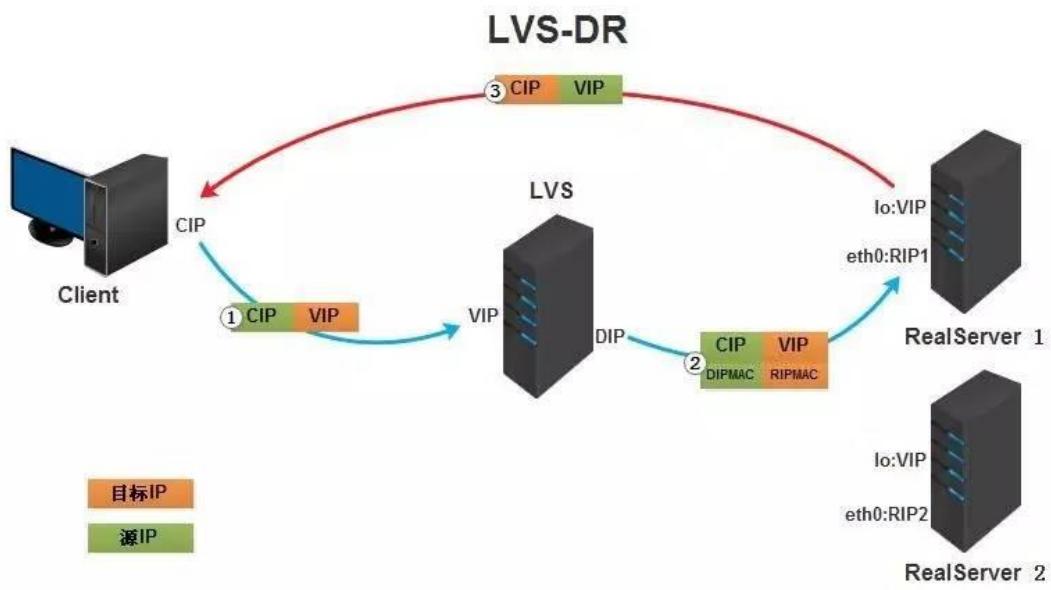 LVS-DR
③ CIP VIP
LVS
lo:VIP
CIP
eth0:RIP1
Client
① CIP VIP
VIP
DIP
RealServer 1
② CIP VIP
DIPMAC RIPMAC
lo:VIP
目标IP
eth0:RIP2
源IP
RealServer 2